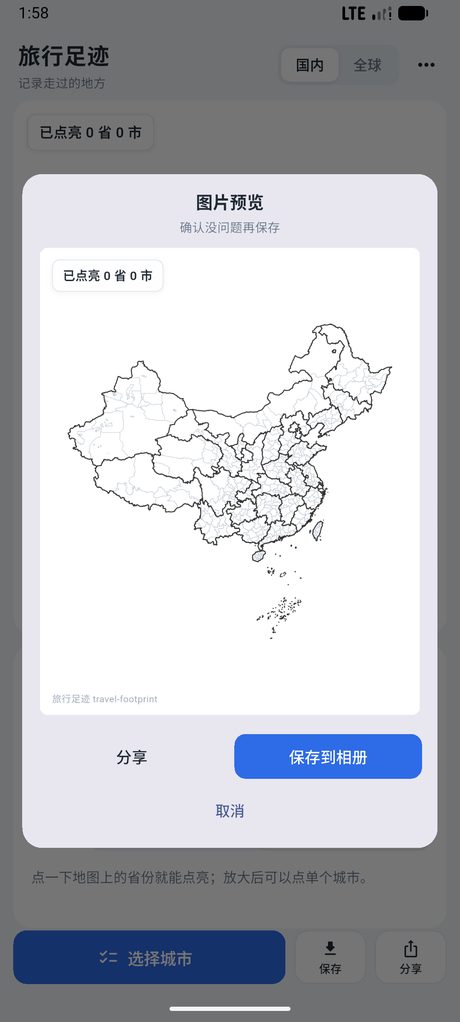 1:58
LTE
旅行足迹
记录走过的地方
国内
全球
已点亮 0 省 0 市
图片预览
确认没问题再保存
已点亮 0 省 0 市
旅行足迹 travel-footprint
分享
保存到相册
取消
点一下地图上的省份就能点亮；放大后可以点单个城市。
选择城市
保存
分享